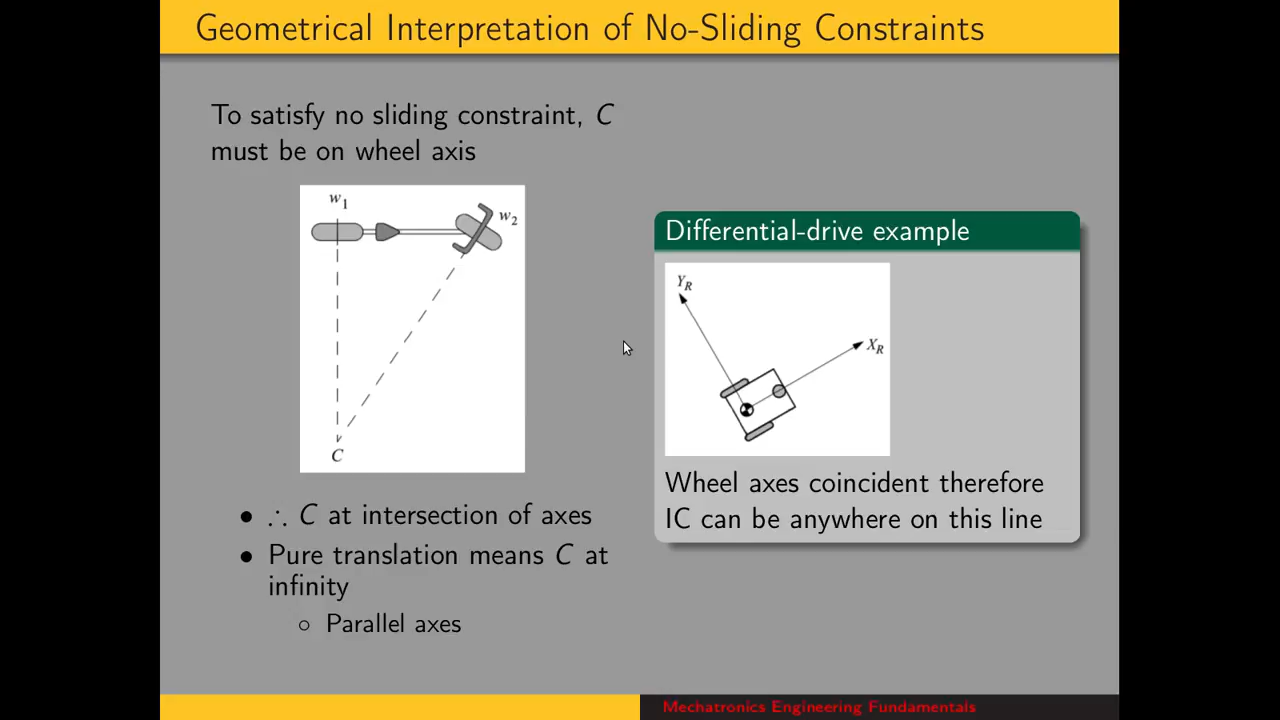 Geometrical Interpretation of No-Sliding Constraints
To satisfy no sliding constraint, C
must be on wheel axis
w1
w2
C
• ∴ C at intersection of axes
• Pure translation means C at
infinity
○ Parallel axes
Differential-drive example
YR
XR
Wheel axes coincident therefore
IC can be anywhere on this line
Mechatronics Engineering Fundamentals